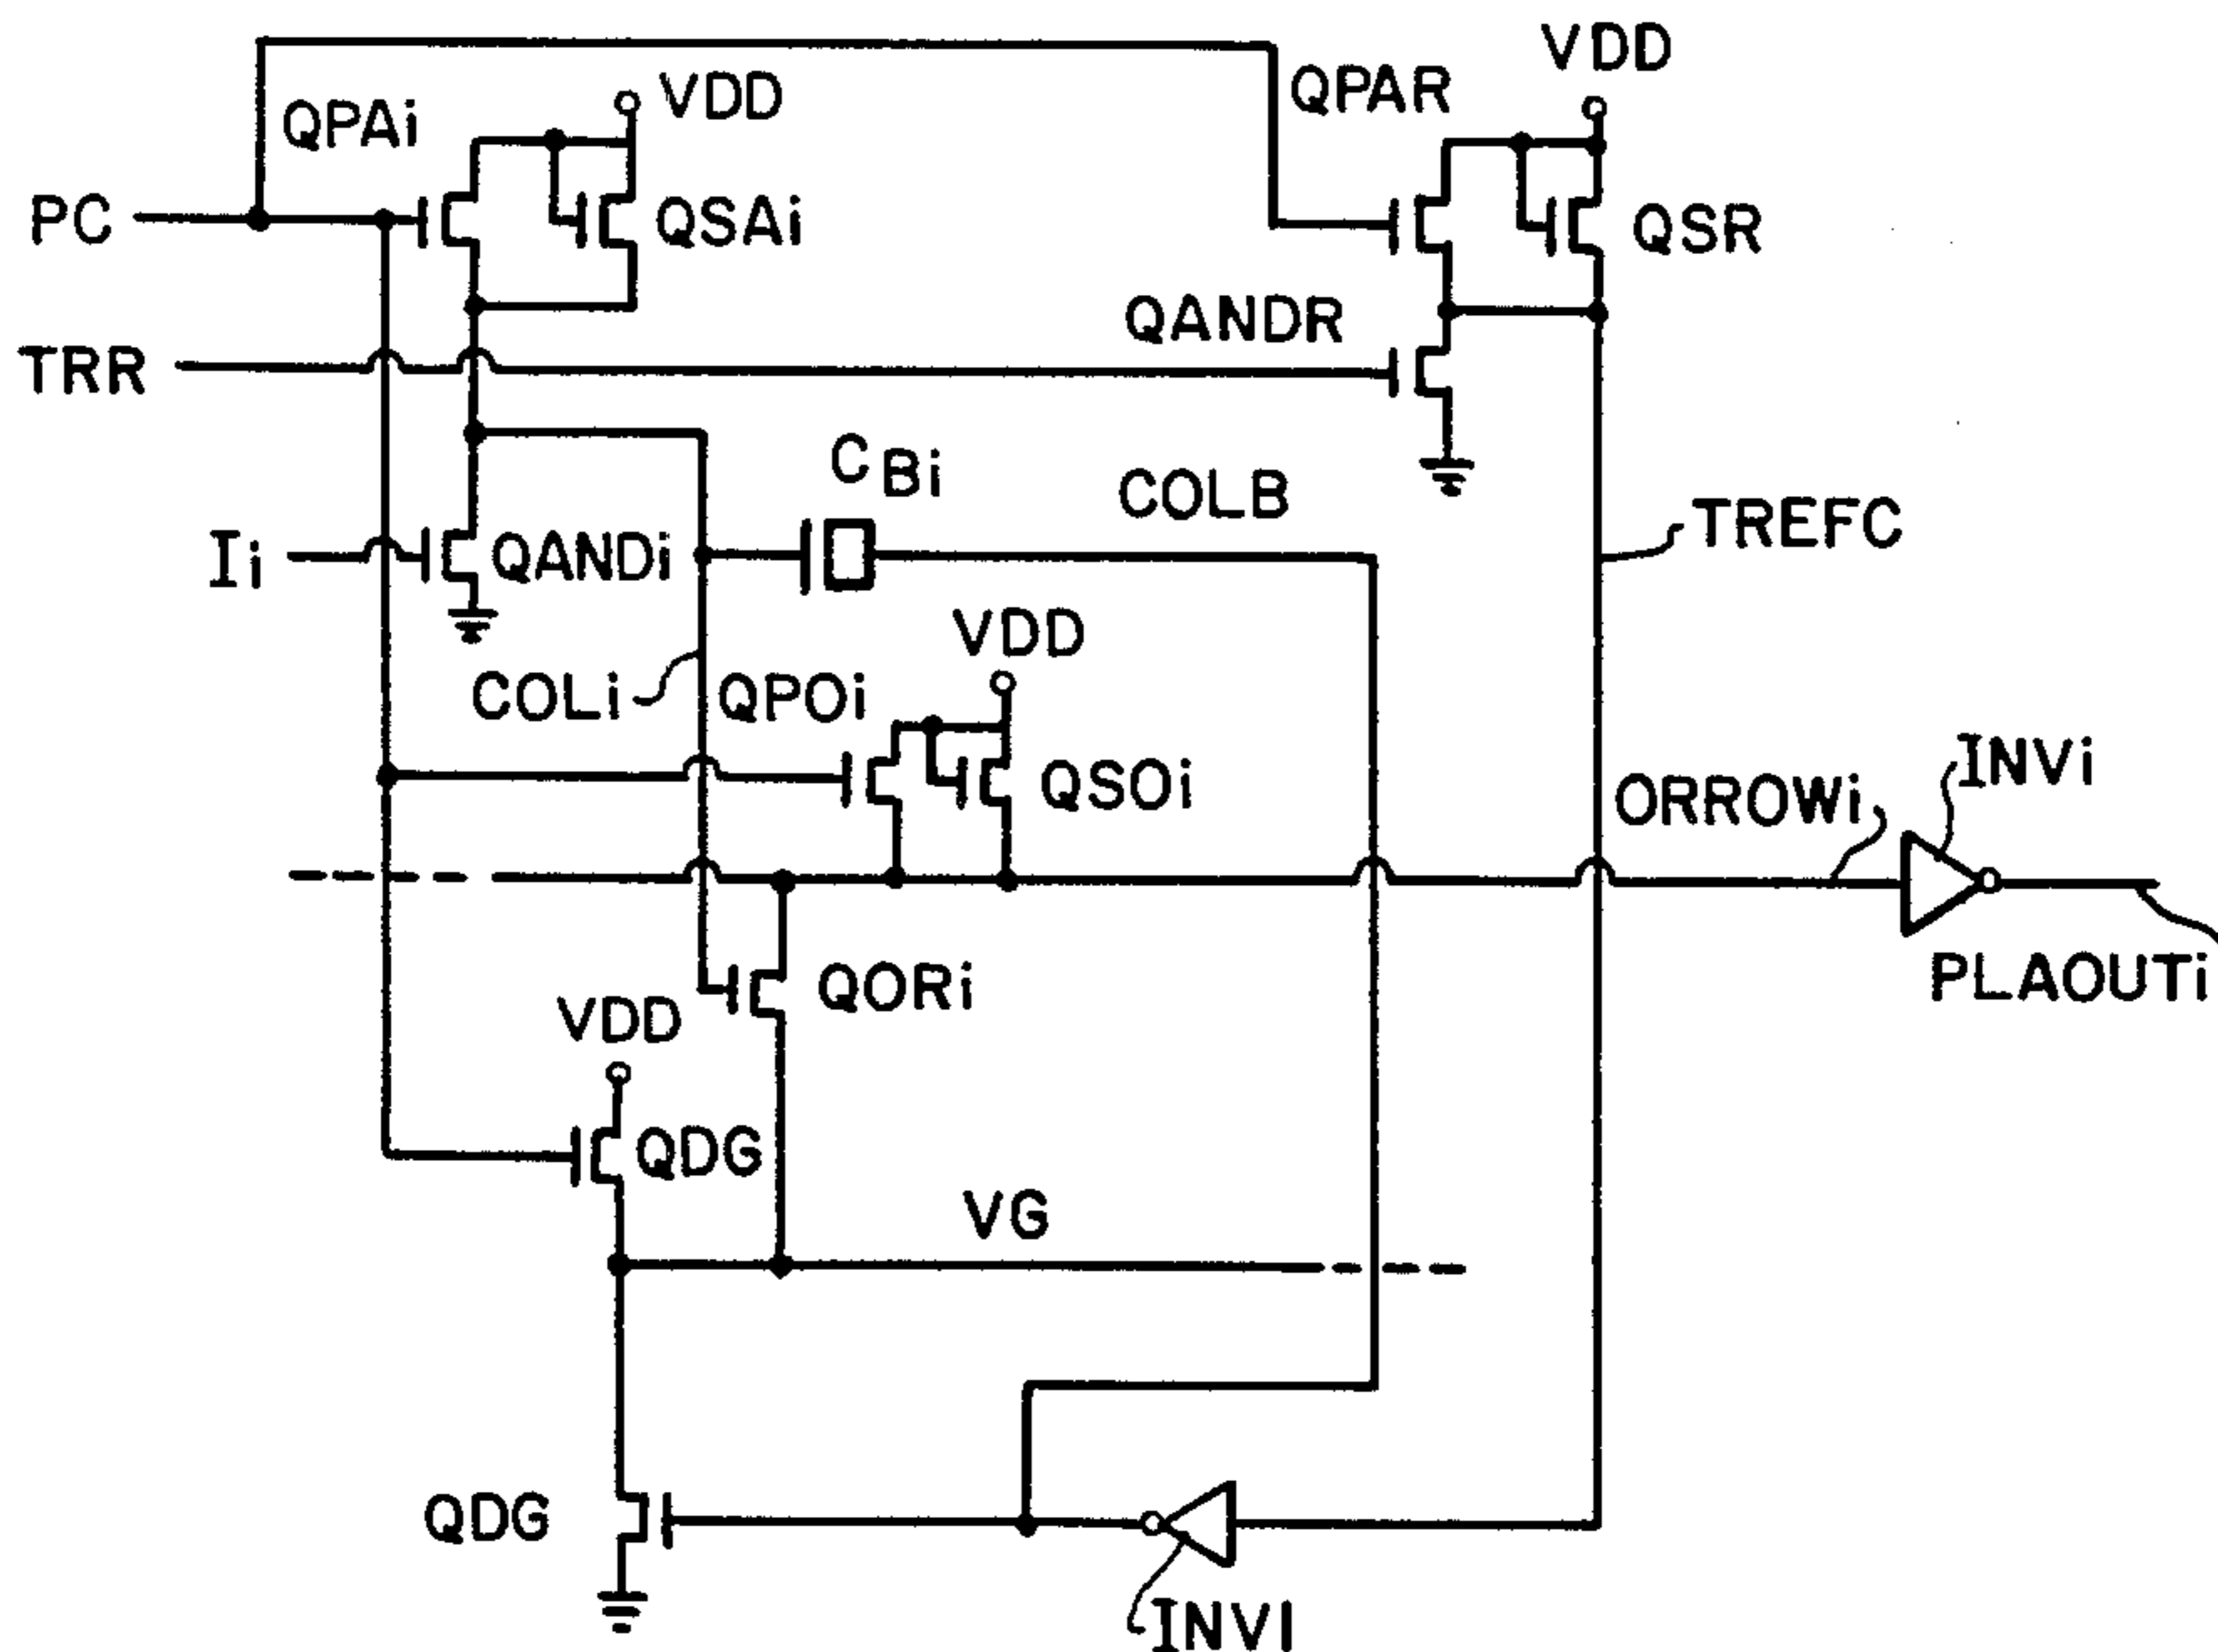 VDD
QPAR
VDD
QPAi
PC
QSAi
QSR
QANDR
TRR
CBi
COLB
TREFC
Ii
QANDi
VDD
COLi
QPOi
INVi
QSOi
ORROWi
QORi
PLAOUTi
VDD
QDG
VG
QDG
INVI